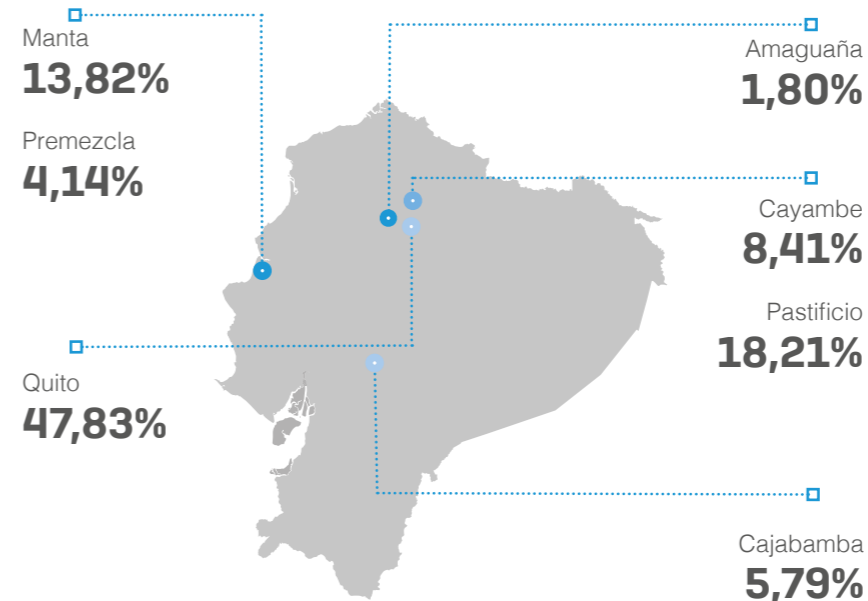 Manta
13,82%
Premezcla
4,14%
Quito
47,83%
Amaguaña
1,80%
Cayambe
8,41%
Pastificio
18,21%
Cajabamba
5,79%